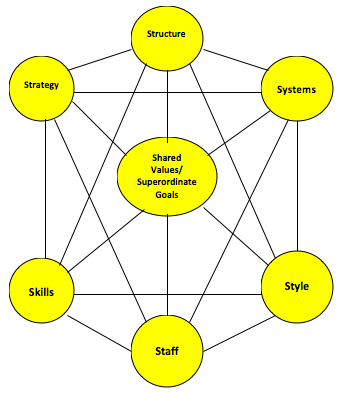 Structure
Strategy
Systems
Shared
Values/
Superordinate
Goals
Skills
Style
Staff